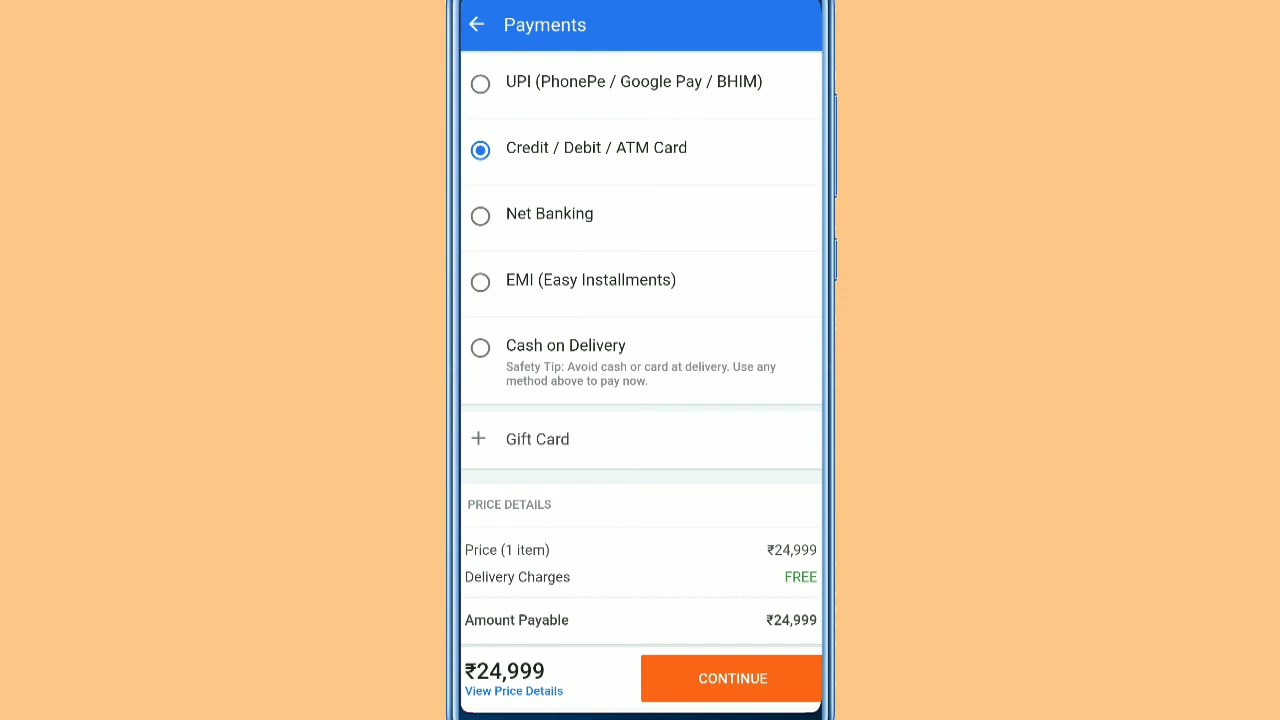 Payments
UPI (PhonePe / Google Pay / BHIM)
Credit / Debit / ATM Card
Net Banking
EMI (Easy Installments)
Cash on Delivery
Safety Tip: Avoid cash or card at delivery. Use any
method above to pay now.
Gift Card
PRICE DETAILS
Price (1 item) ₹24,999
Delivery Charges FREE
Amount Payable ₹24,999
₹24,999
View Price Details
CONTINUE